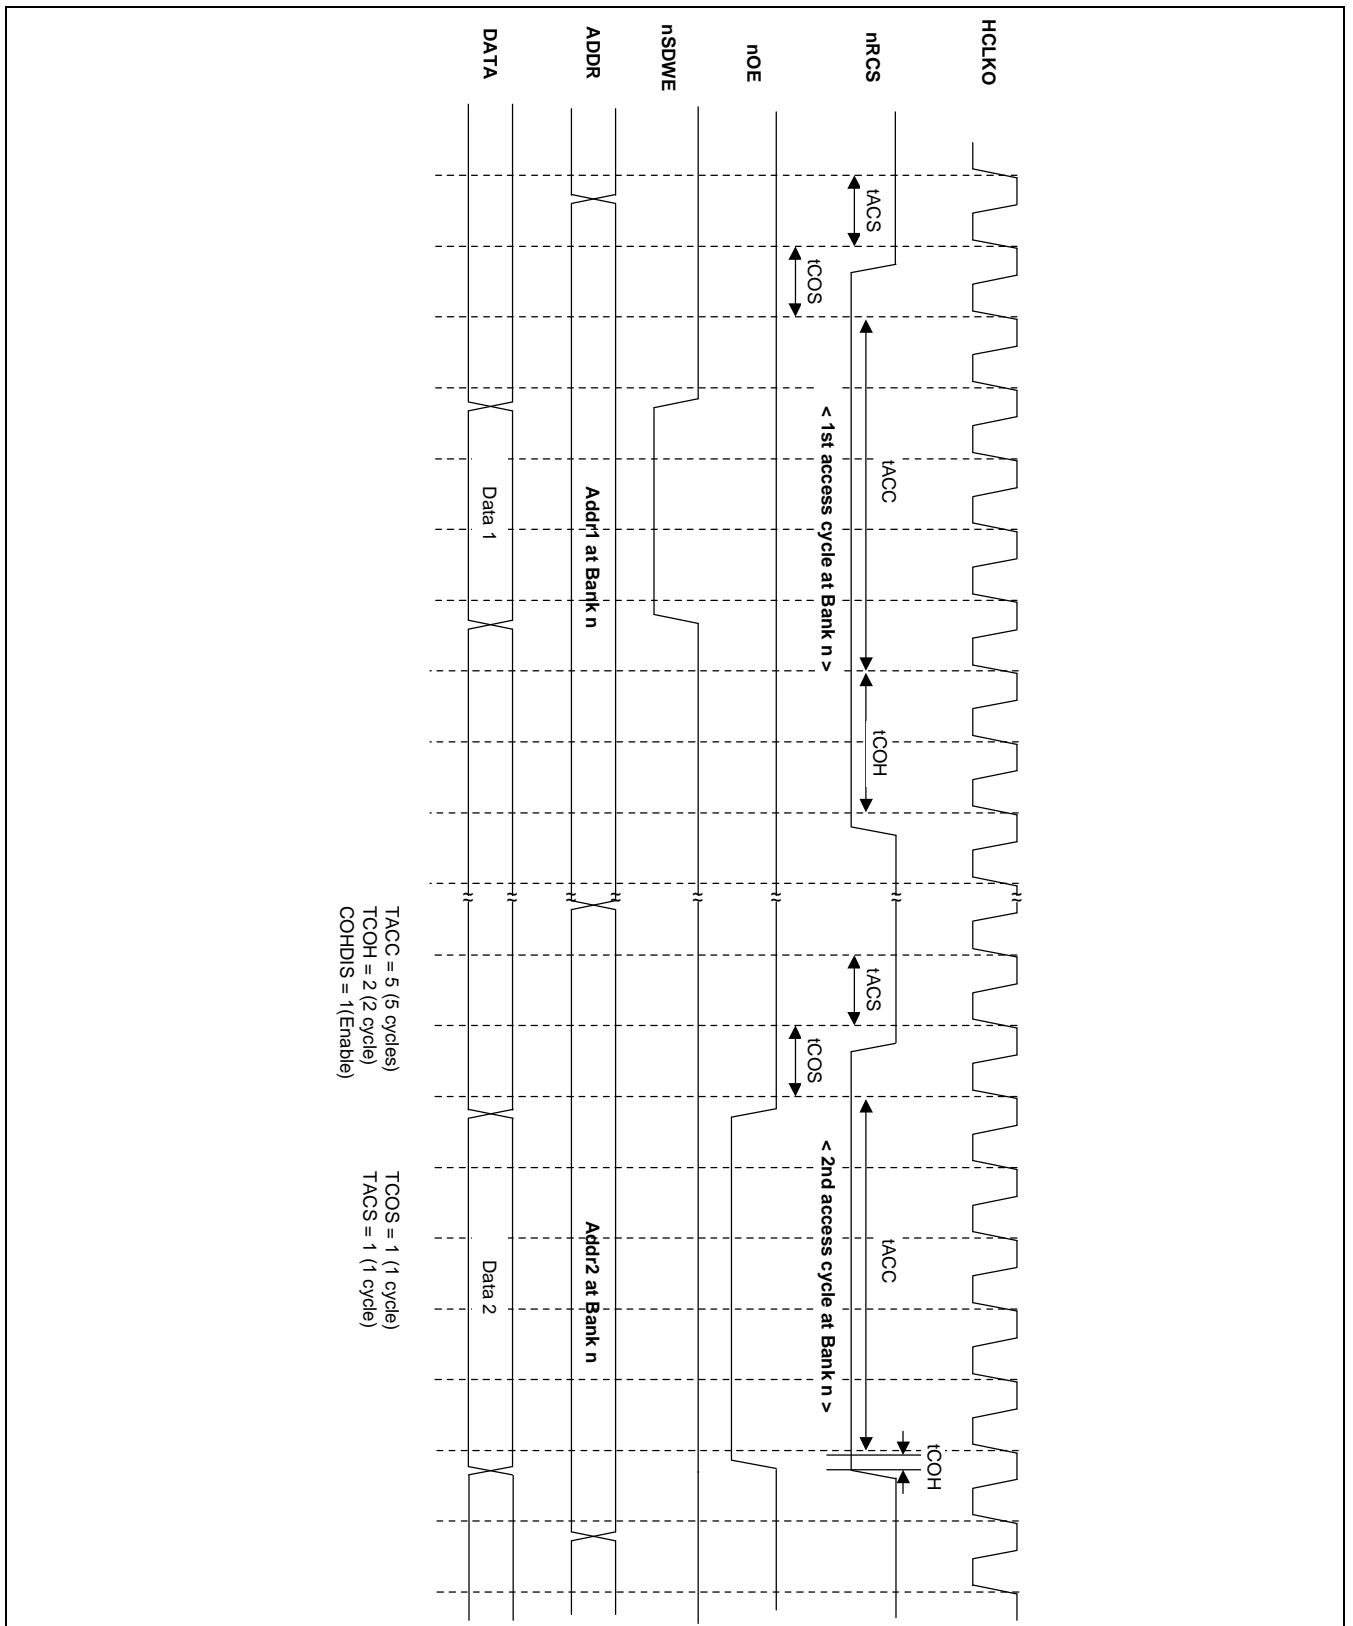 HCLKO
nRCS
nOE
nSDWE
ADDR
DATA
tACS
tCOS
tACC
tCOH
< 1st access cycle at Bank n >
Addr1 at Bank n
Data 1
tACS
tCOS
tACC
tCOH
< 2nd access cycle at Bank n >
Addr2 at Bank n
Data 2
TACC = 5 (5 cycles)
TCOH = 2 (2 cycle)
COHDIS = 1(Enable)
TCOS = 1 (1 cycle)
TACS = 1 (1 cycle)